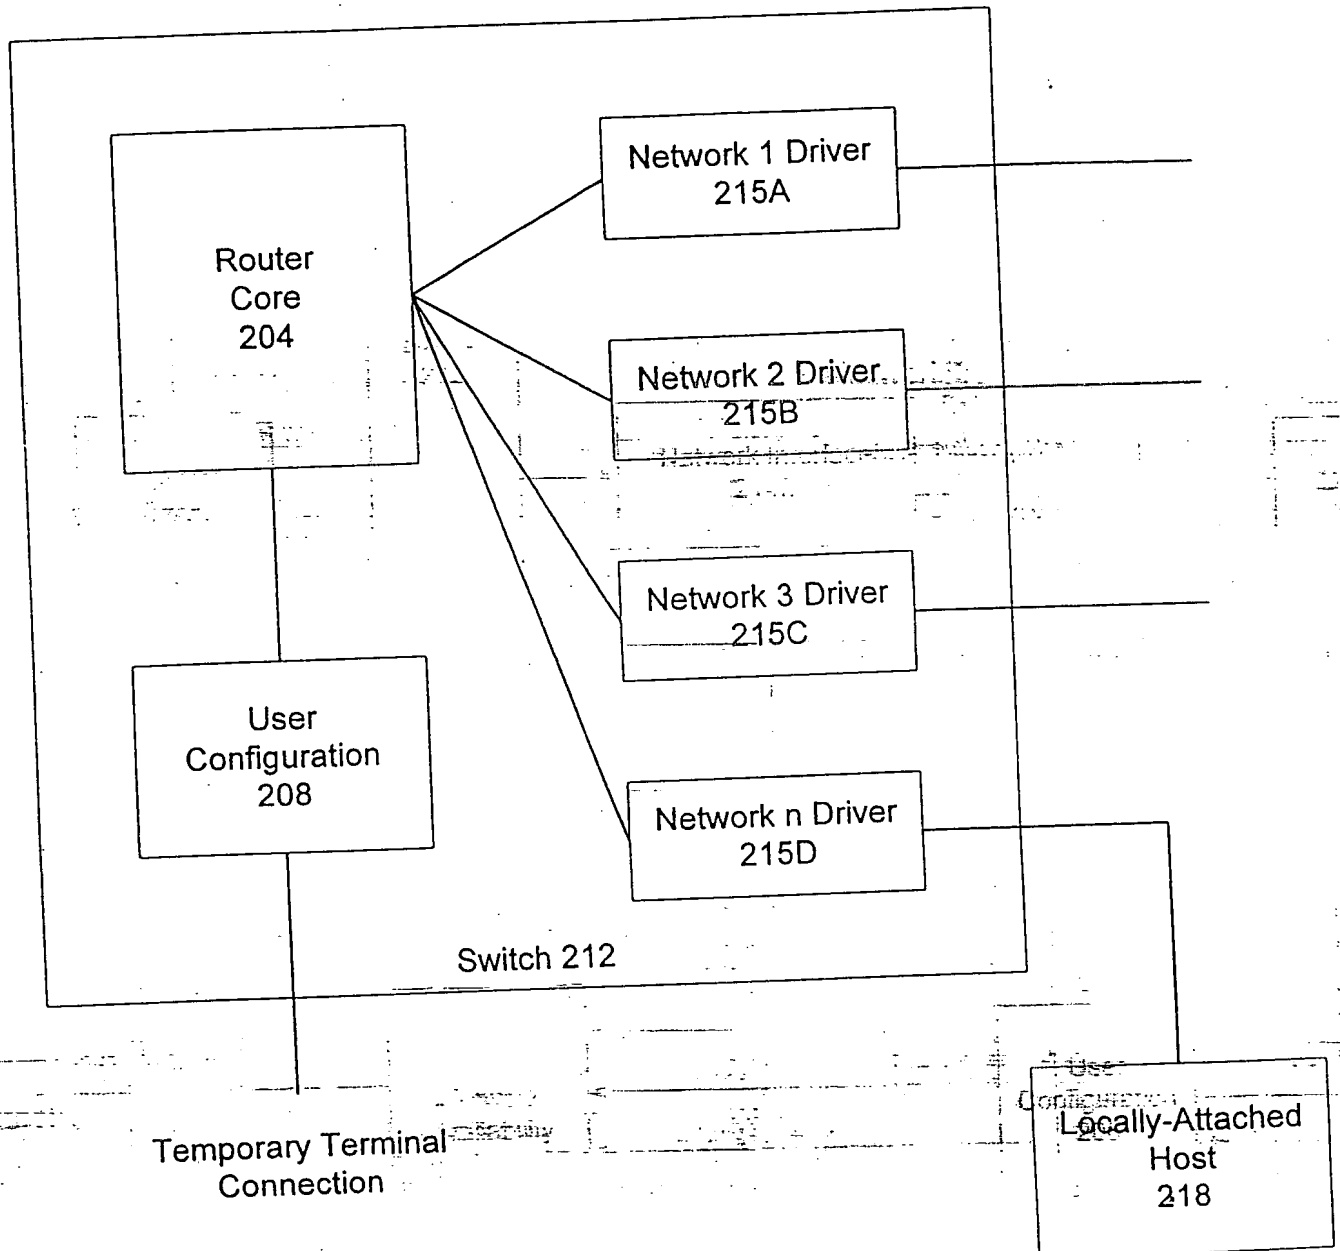 Network 1 Driver
215A
Router
Core
204
Network 2 Driver
215B
Network 3 Driver
215C
User
Configuration
208
Network n Driver
215D
Switch 212
Temporary Terminal
Connection
Locally-Attached
Host
218